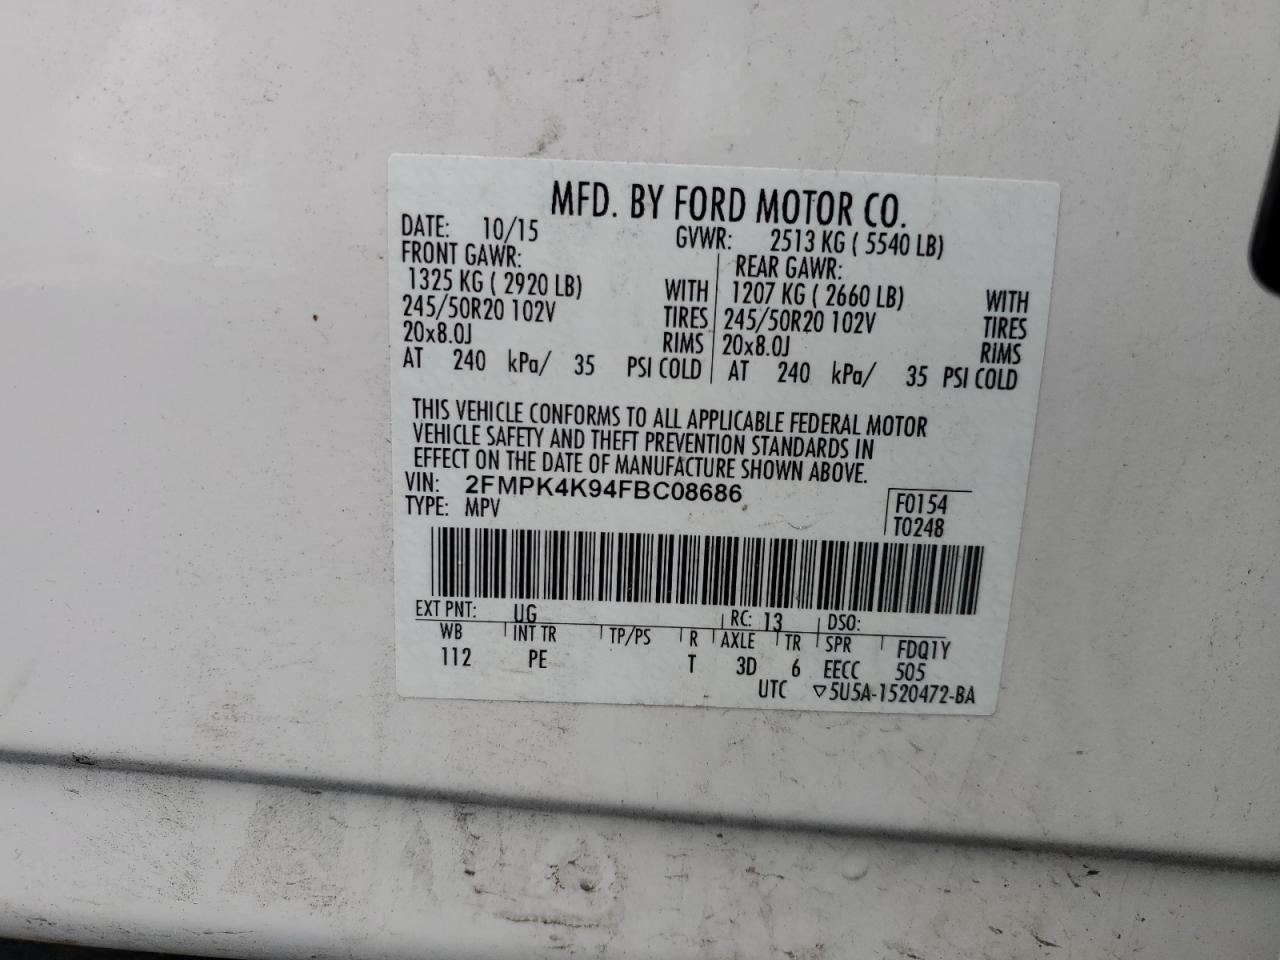 MFD. BY FORD MOTOR CO.
DATE: 10/15 GVWR: 2513 KG ( 5540 LB)
FRONT GAWR: REAR GAWR:
1325 KG ( 2920 LB) WITH 1207 KG ( 2660 LB) WITH
245/50R20 102V TIRES 245/50R20 102V TIRES
20x8.0J RIMS 20x8.0J RIMS
AT 240 kPa/ 35 PSI COLD AT 240 kPa/ 35 PSI COLD
THIS VEHICLE CONFORMS TO ALL APPLICABLE FEDERAL MOTOR
VEHICLE SAFETY AND THEFT PREVENTION STANDARDS IN
EFFECT ON THE DATE OF MANUFACTURE SHOWN ABOVE.
VIN: 2FMPK4K94FBC08686 F0154
TYPE: MPV T0248
EXT PNT: UG RC: 13 DSO:
WB INT TR TP/PS R AXLE TR SPR FDQ1Y
112 PE T 3D 6 EECC 505
UTC ▽5U5A-1520472-BA